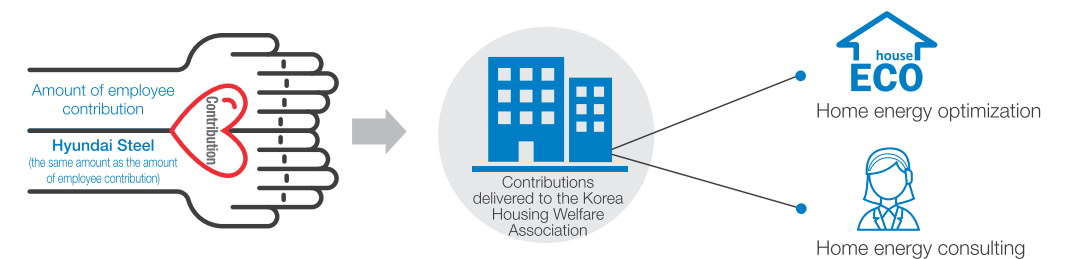 Amount of employee
contribution
Hyundai Steel
(the same amount as the amount
of employee contribution)
Contribution
Contributions
delivered to the Korea
Housing Welfare
Association
house
ECO
Home energy optimization
Home energy consulting